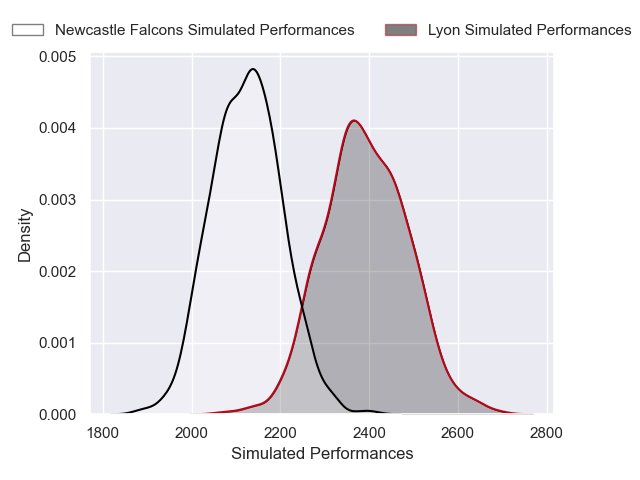 Newcastle Falcons Simulated Performances
Lyon Simulated Performances
0.005
0.004
0.003
0.002
0.001
0.000
Density
1800 2000 2200 2400 2600 2800
Simulated Performances